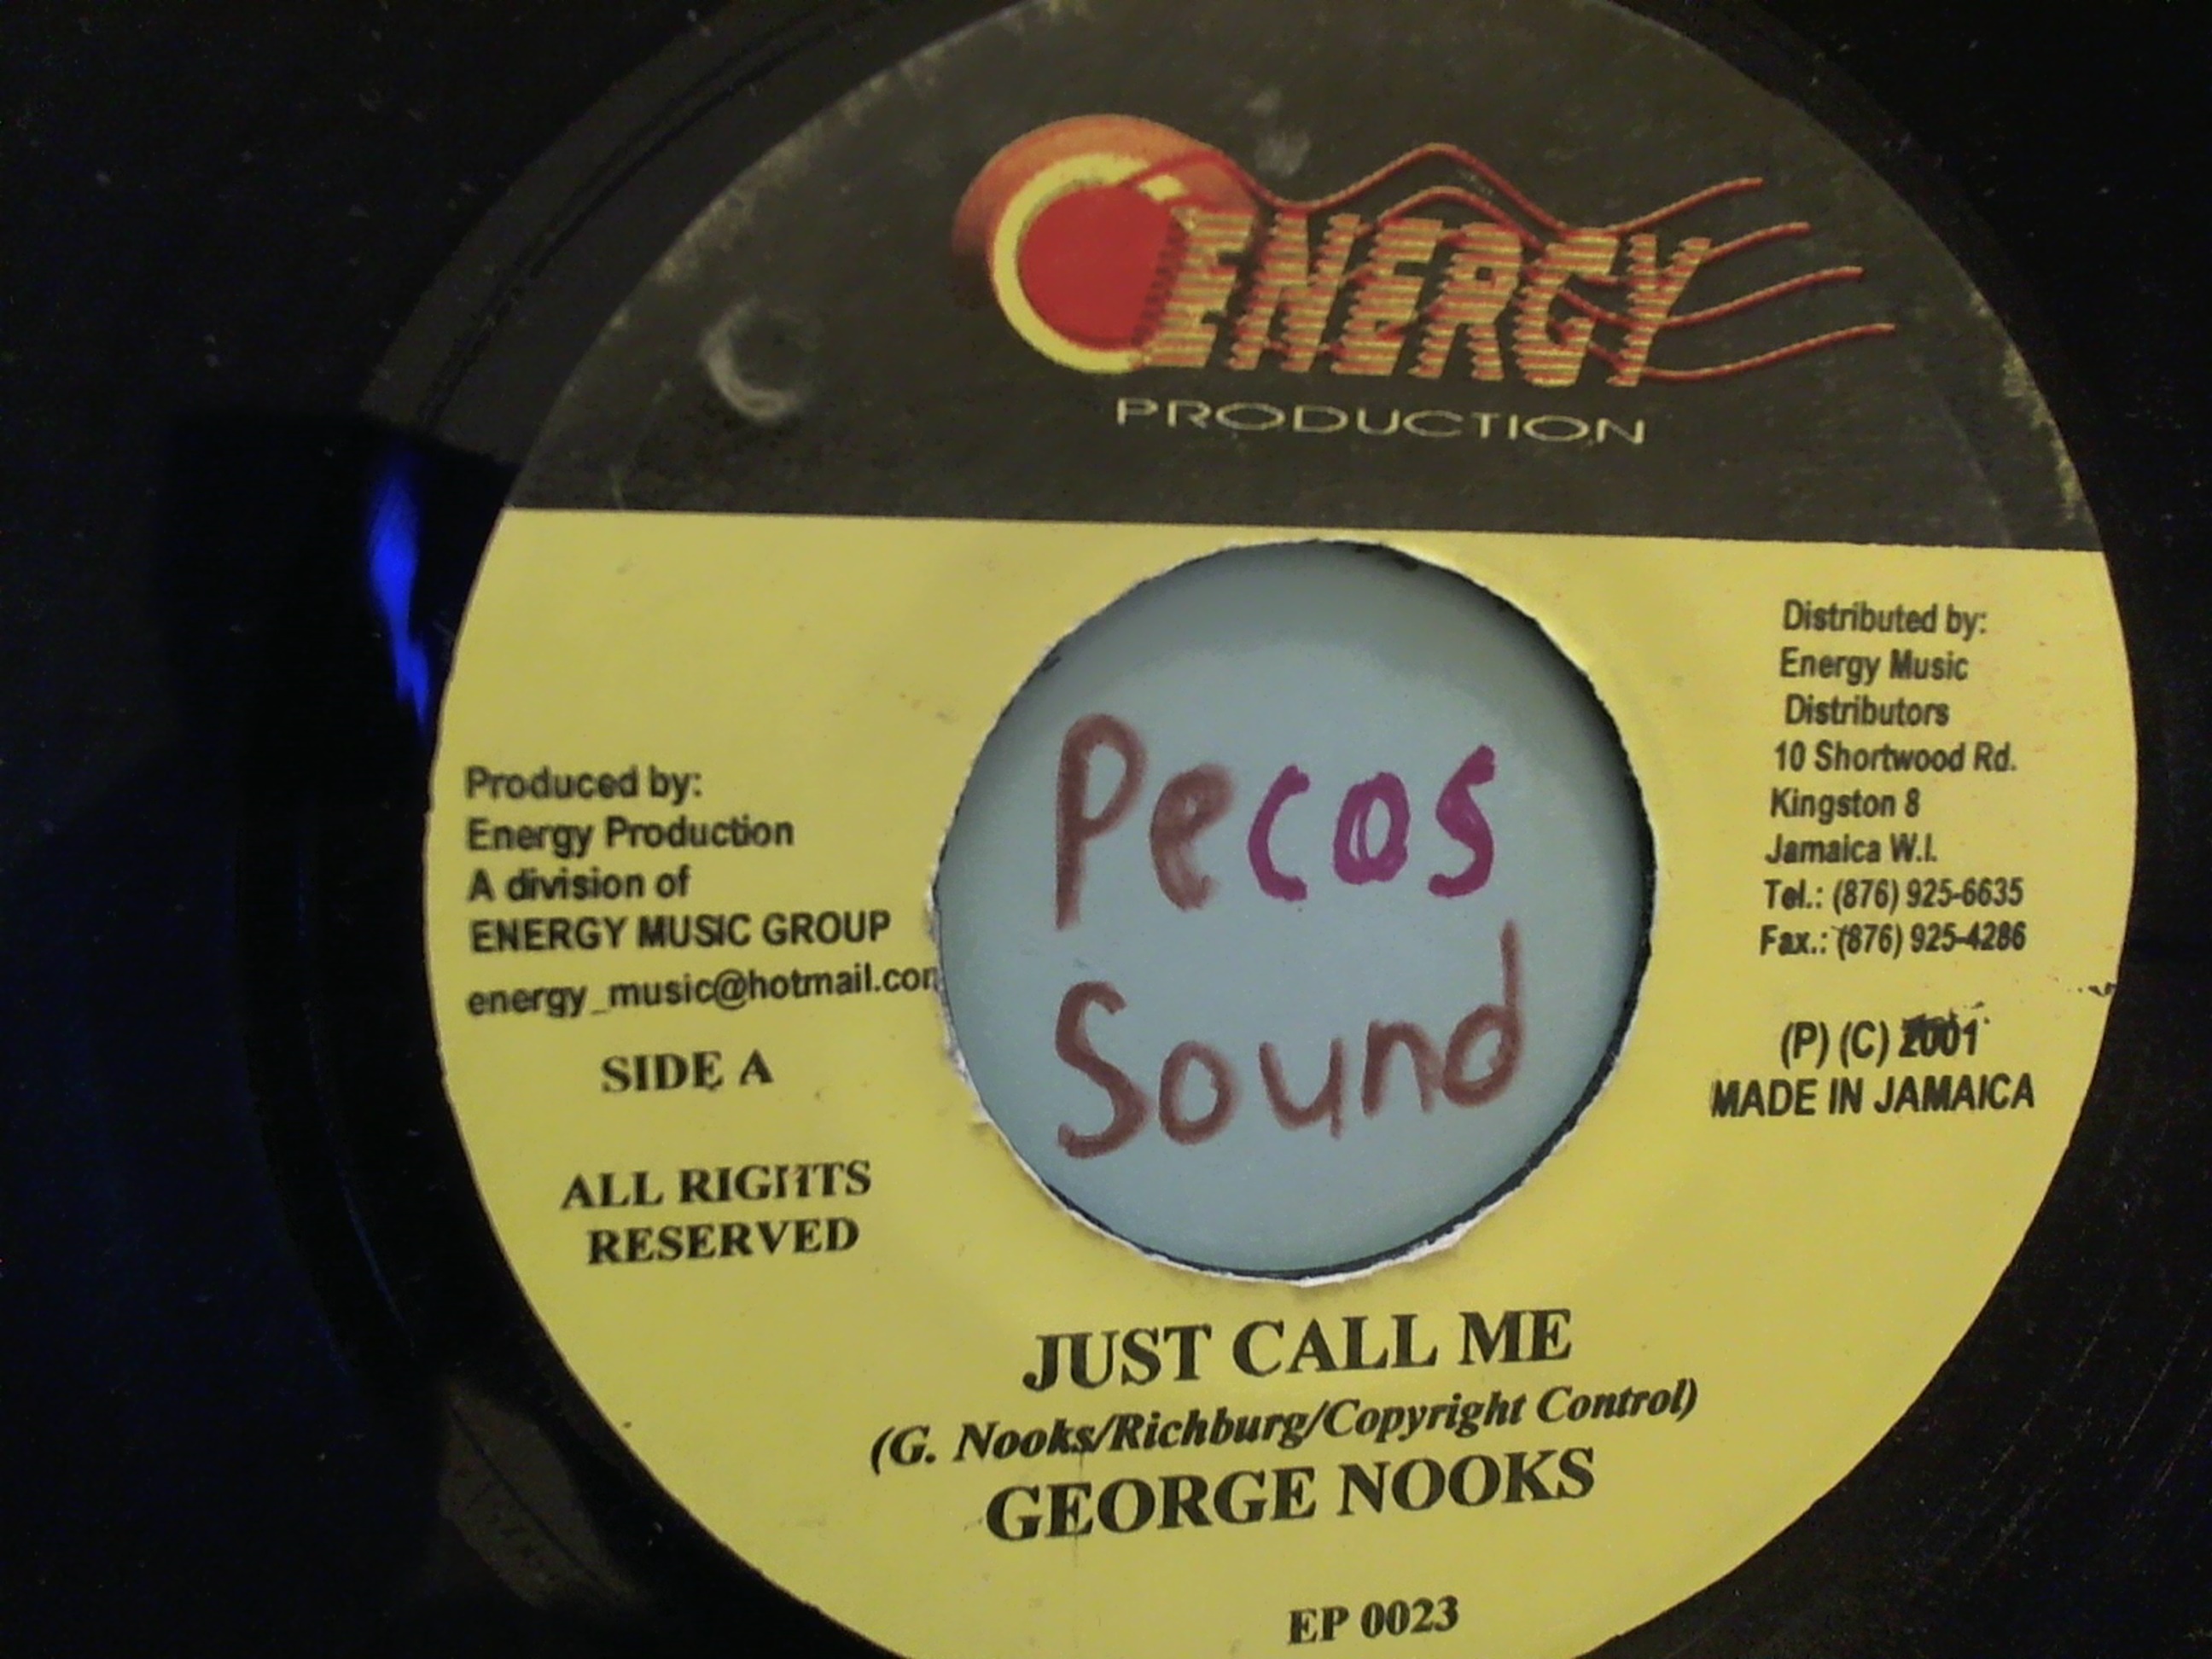 ENERGY
PRODUCTION
Distributed by:
Energy Music
Distributors
10 Shortwood Rd.
Kingston 8
Jamaica W.I.
Tel.: (876) 925-6635
Fax.: (876) 925-4286
(P) (C) 2001
MADE IN JAMAICA
Produced by:
Energy Production
A division of
ENERGY MUSIC GROUP
energy_music@hotmail.com
SIDE A
ALL RIGHTS
RESERVED
Pecos
Sound
JUST CALL ME
(G. Nooks/Richburg/Copyright Control)
GEORGE NOOKS
EP 0023